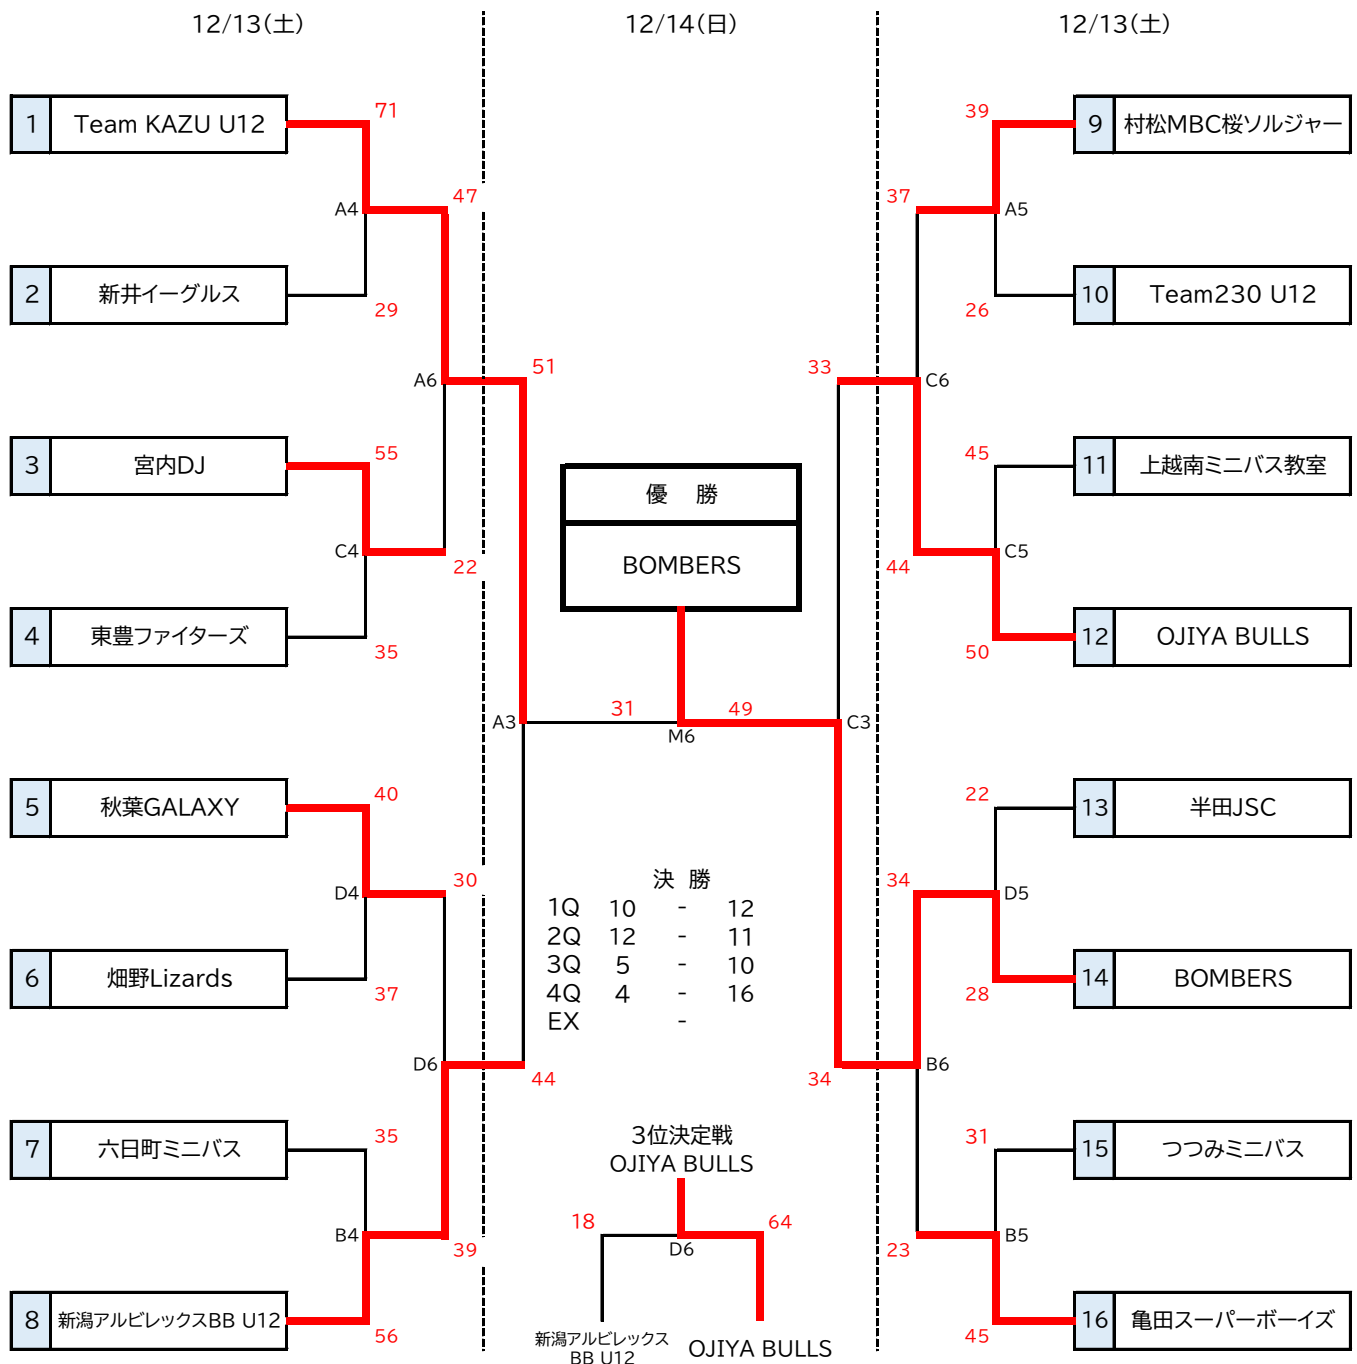 12/13(土)
12/14(日)
12/13(土)
1 Team KAZU U12
71
2 新井イーグルス
29
A4
47
3 宮内DJ
55
4 東豊ファイターズ
35
C4
22
A6
51
5 秋葉GALAXY
40
6 畑野Lizards
37
D4
30
7 六日町ミニバス
35
8 新潟アルビレックスBB U12
56
B4
39
D6
44
A3
31
優 勝
BOMBERS
M6
49
決 勝
1Q 10 - 12
2Q 12 - 11
3Q 5 - 10
4Q 4 - 16
EX -
3位決定戦
OJIYA BULLS
18
64
D6
新潟アルビレックス
BB U12
OJIYA BULLS
39
9 村松MBC桜ソルジャー
26
10 Team230 U12
A5
37
45
11 上越南ミニバス教室
50
12 OJIYA BULLS
C5
44
C6
33
22
13 半田JSC
28
14 BOMBERS
D5
34
31
15 つつみミニバス
45
16 亀田スーパーボーイズ
B5
23
B6
34
C3